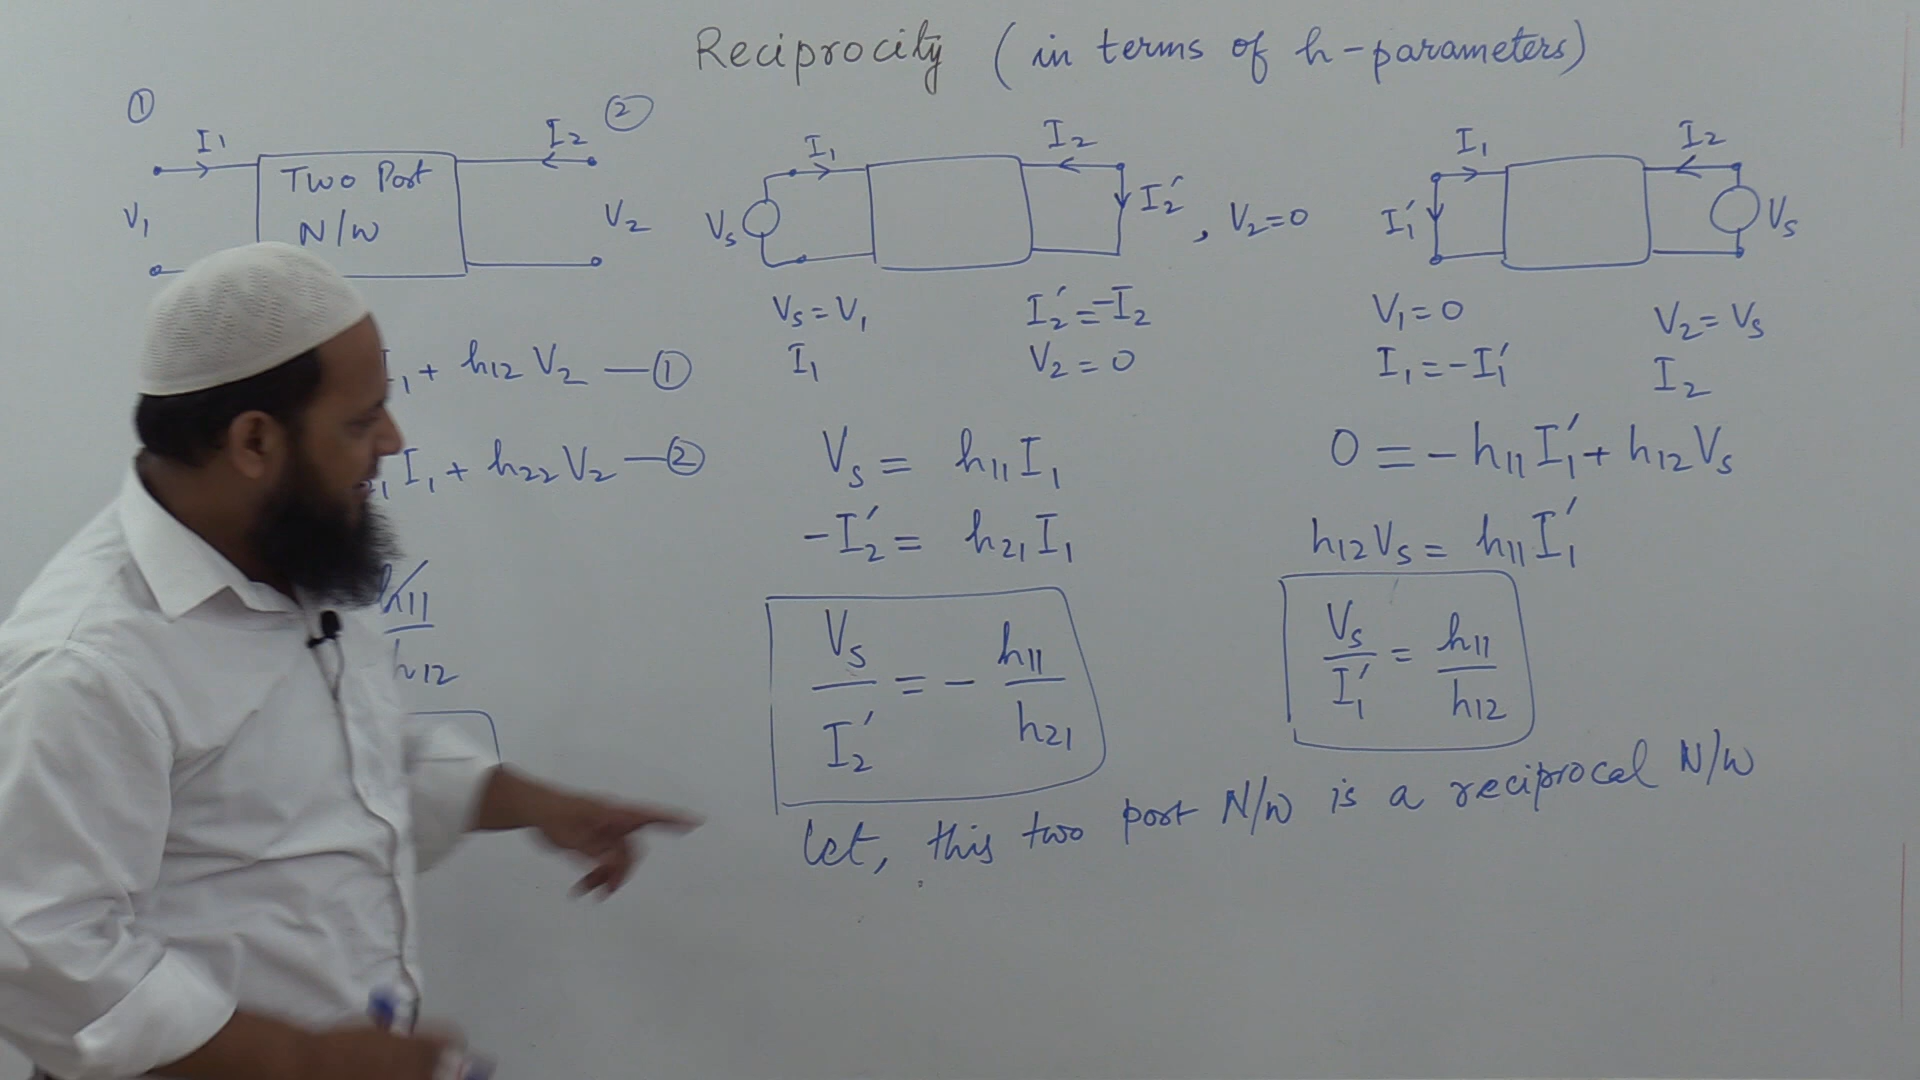 Reciprocity (in terms of h-parameters)
① I1 I2 ②
Two Port
N/W
V1 V2
I1 + h12 V2 — ①
21 I1 + h22 V2 — ②
h11
h12
I1 I2
Vs I2′ , V2 = 0
Vs = V1 I2′ = -I2
I1 V2 = 0
Vs = h11 I1
-I2′ = h21 I1
Vs / I2′ = - h11 / h21
I1 I2
I1′ Vs
V1 = 0 V2 = Vs
I1 = -I1′ I2
0 = -h11 I1′ + h12 Vs
h12 Vs = h11 I1′
Vs / I1′ = h11 / h12
Let, this two port N/W is a reciprocal N/W